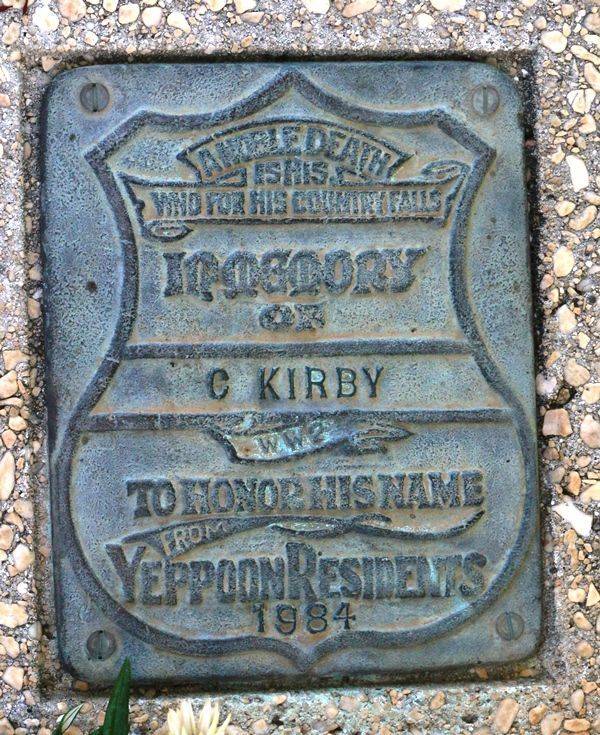 A NOBLE DEATH
IS HIS
WHO FOR HIS COUNTRY FALLS
IN MEMORY
OF
C KIRBY
WW2
TO HONOR HIS NAME
FROM
YEPPOON RESIDENTS
1984